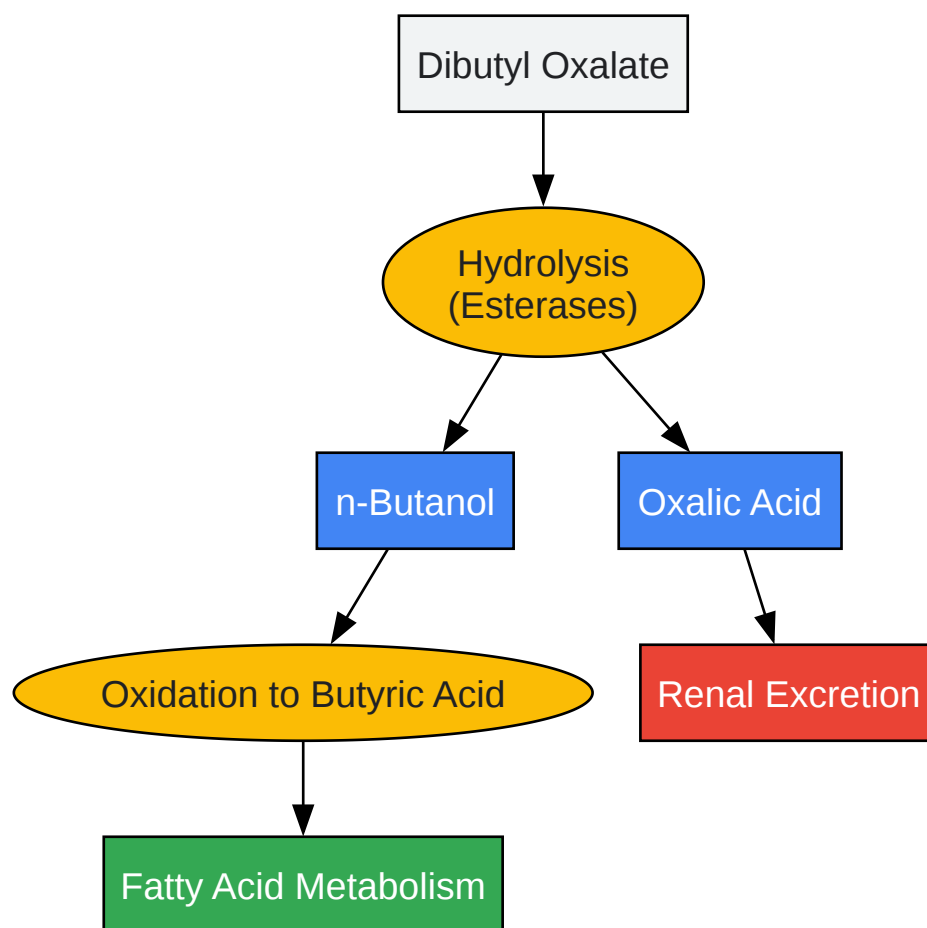 Dibutyl Oxalate
Hydrolysis
(Esterases)
n-Butanol
Oxalic Acid
Oxidation to Butyric Acid
Renal Excretion
Fatty Acid Metabolism